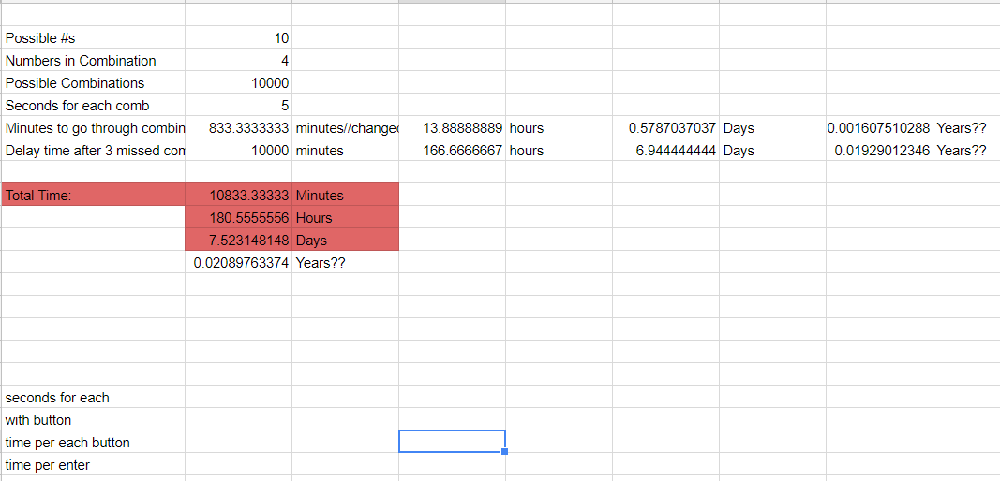 Possible #s 10
Numbers in Combination 4
Possible Combinations 10000
Seconds for each comb 5
Minutes to go through combin 833.3333333 minutes//changed 13.88888889 hours 0.5787037037 Days 0.001607510288 Years??
Delay time after 3 missed com 10000 minutes 166.6666667 hours 6.944444444 Days 0.01929012346 Years??
Total Time: 10833.33333 Minutes
180.5555556 Hours
7.523148148 Days
0.02089763374 Years??
seconds for each
with button
time per each button
time per enter